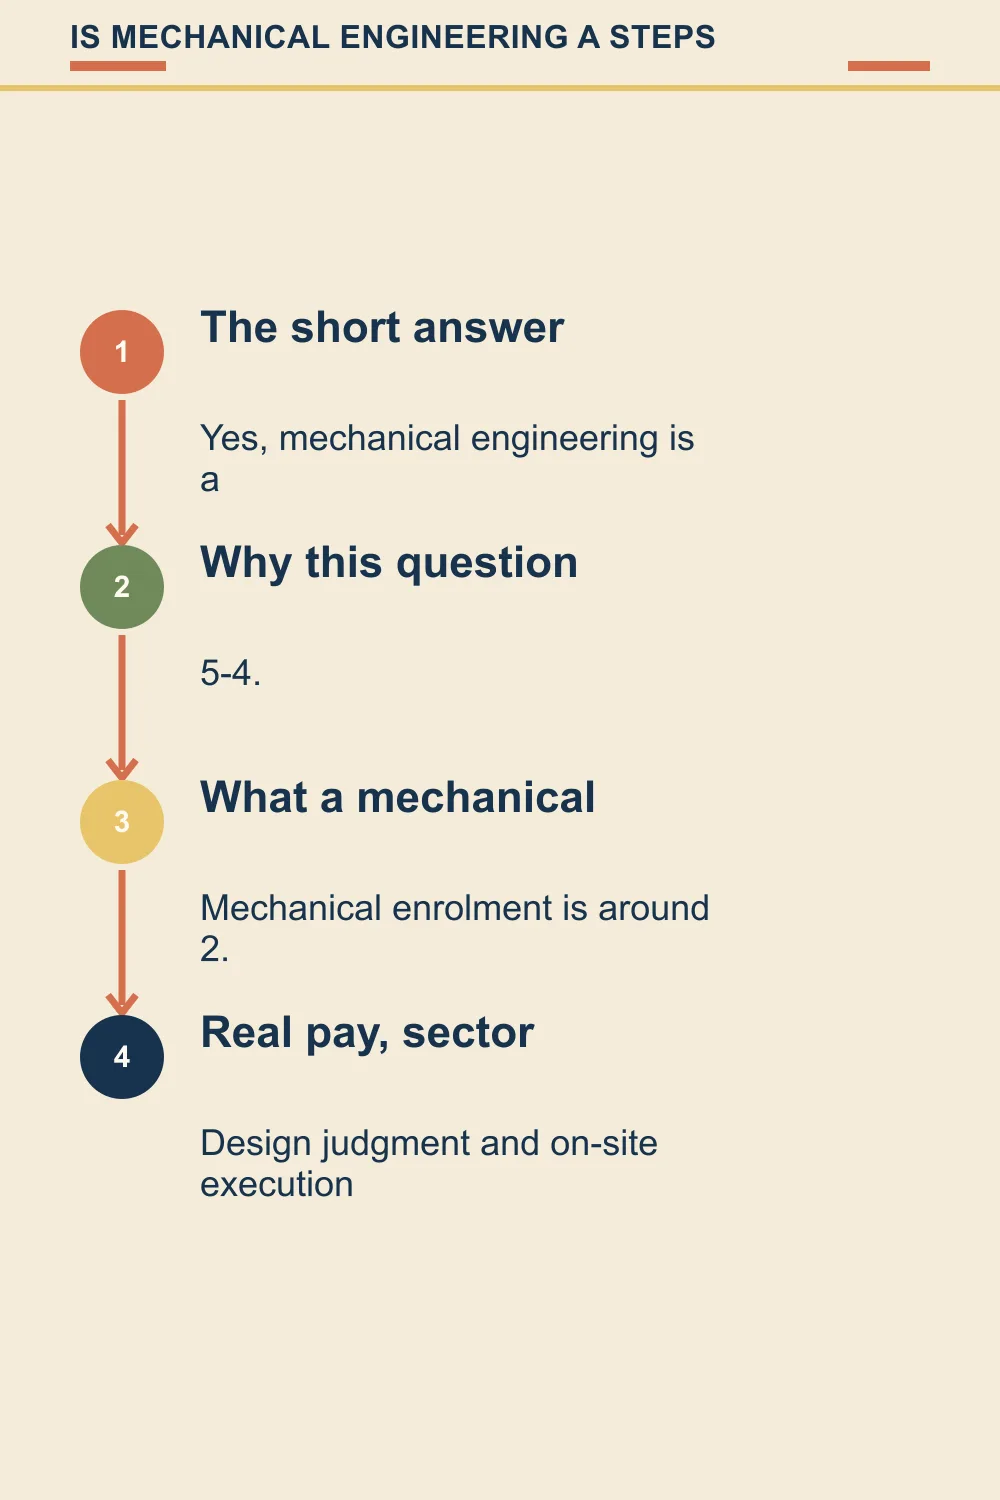 IS MECHANICAL ENGINEERING A STEPS
1
The short answer
Yes, mechanical engineering is
a
2
Why this question
5-4.
3
What a mechanical
Mechanical enrolment is around
2.
4
Real pay, sector
Design judgment and on-site
execution